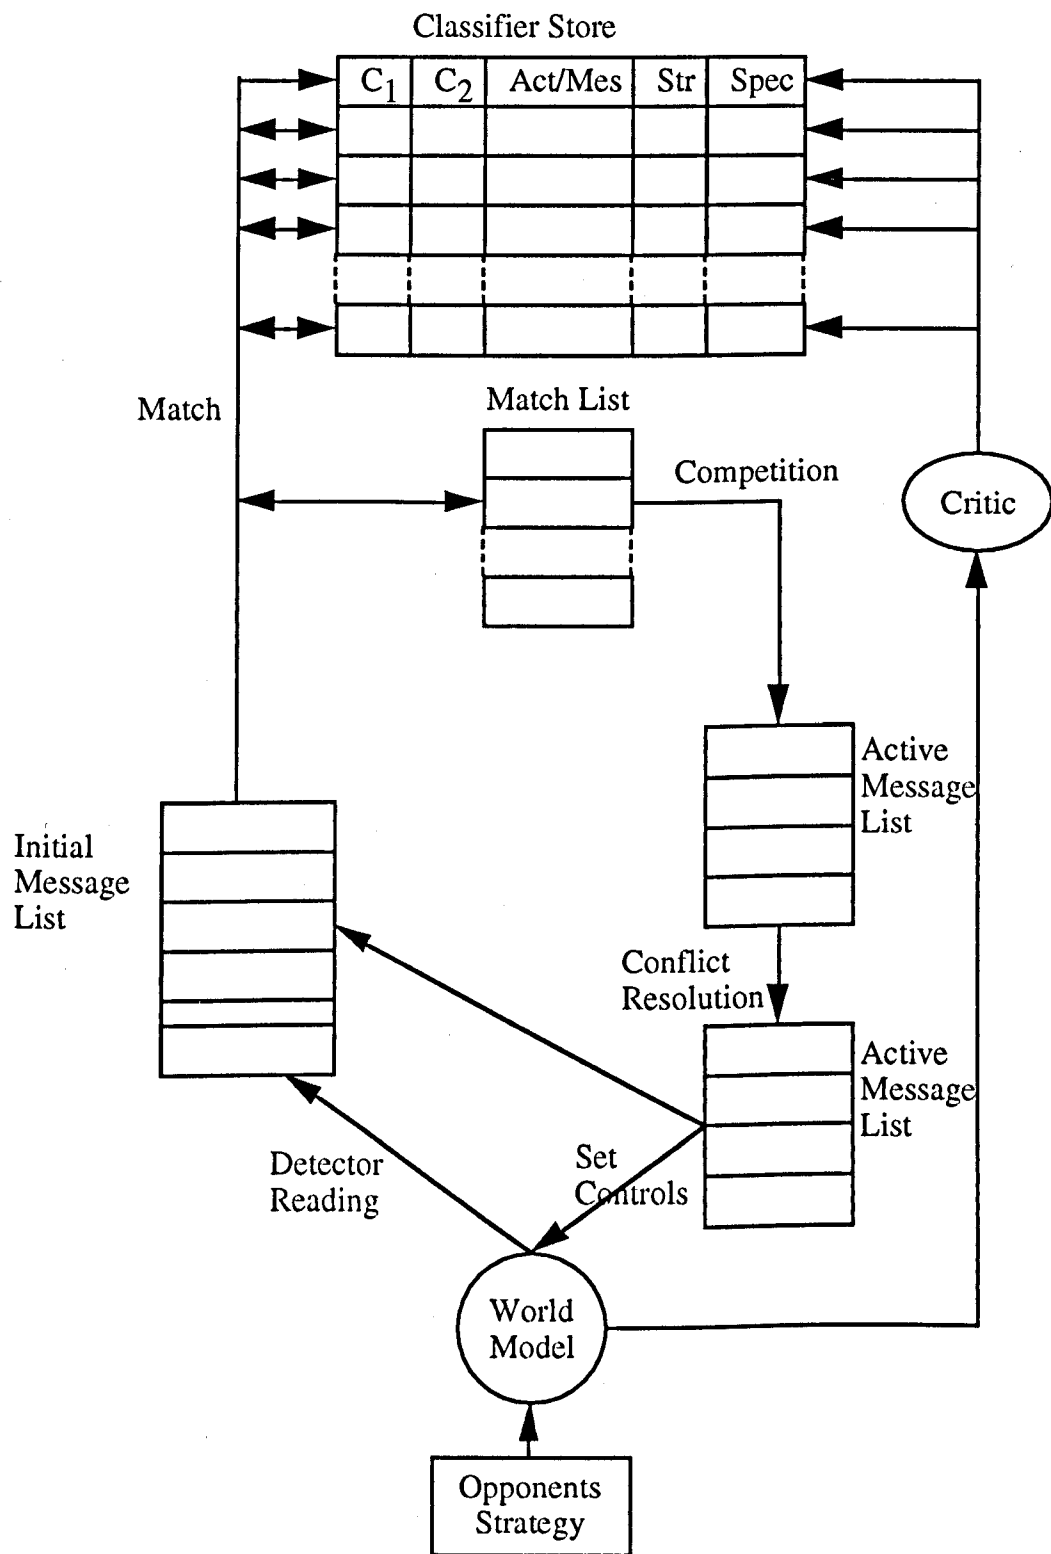 Classifier Store
C1 C2 Act/Mes Str Spec
Match
Match List
Competition
Critic
Active
Message
List
Initial
Message
List
Conflict
Resolution
Active
Message
List
Detector
Reading
Set
Controls
World
Model
Opponents
Strategy